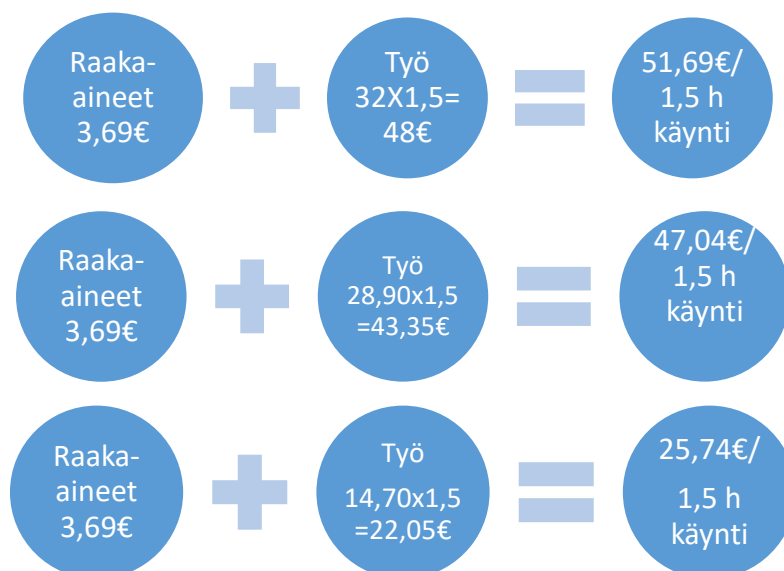 Raaka-
aineet
3,69€
Työ
32X1,5=
48€
51,69€/
1,5 h
käynti
Raaka-
aineet
3,69€
Työ
28,90x1,5
=43,35€
47,04€/
1,5 h
käynti
Raaka-
aineet
3,69€
Työ
14,70x1,5
=22,05€
25,74€/
1,5 h
käynti